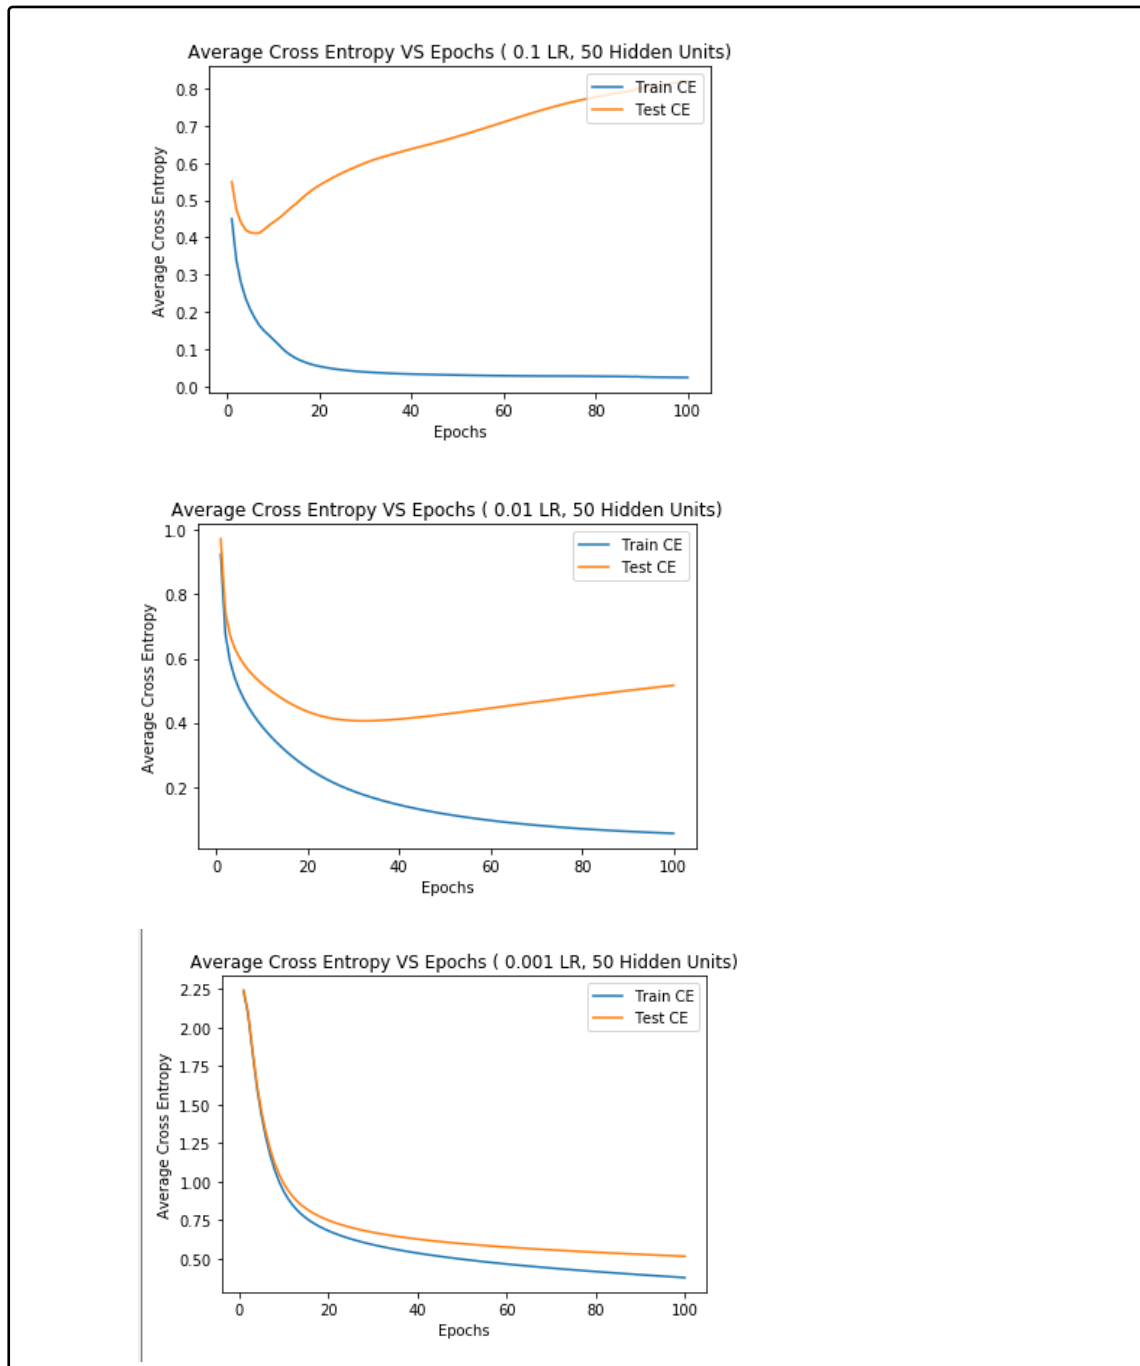 Average Cross Entropy VS Epochs ( 0.1 LR, 50 Hidden Units)
Train CE
Test CE
0.8
0.7
0.6
0.5
0.4
0.3
0.2
0.1
0.0
Average Cross Entropy
0 20 40 60 80 100
Epochs
Average Cross Entropy VS Epochs ( 0.01 LR, 50 Hidden Units)
Train CE
Test CE
1.0
0.8
0.6
0.4
0.2
Average Cross Entropy
0 20 40 60 80 100
Epochs
Average Cross Entropy VS Epochs ( 0.001 LR, 50 Hidden Units)
Train CE
Test CE
2.25
2.00
1.75
1.50
1.25
1.00
0.75
0.50
Average Cross Entropy
0 20 40 60 80 100
Epochs